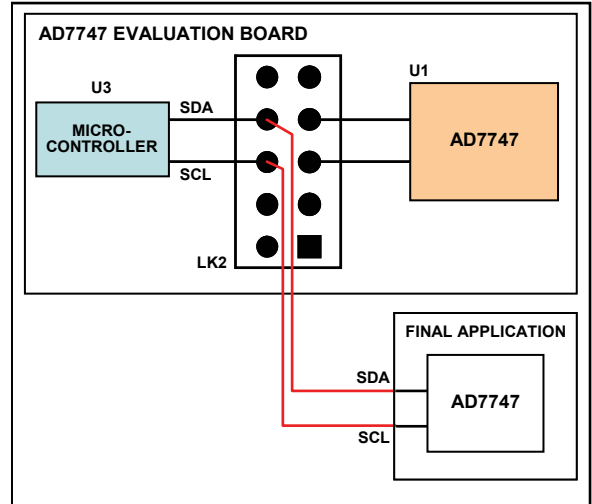 AD7747 EVALUATION BOARD
U3
MICRO-
CONTROLLER
SDA
SCL
LK2
U1
AD7747
FINAL APPLICATION
SDA
SCL
AD7747